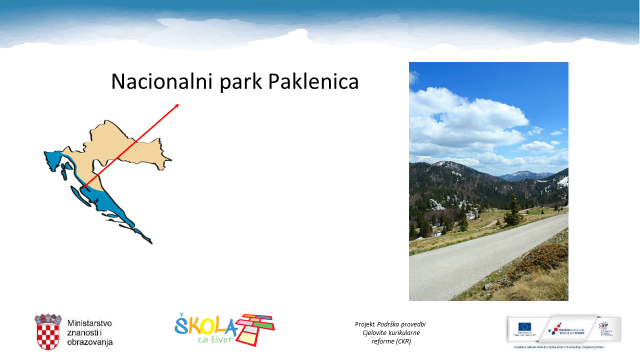 Nacionalni park Paklenica
Ministarstvo
znanosti i
obrazovanja
ŠKOLA
za život
Projekt Podrška provedbi
Cjelovite kurikularne
reforme (CKR)